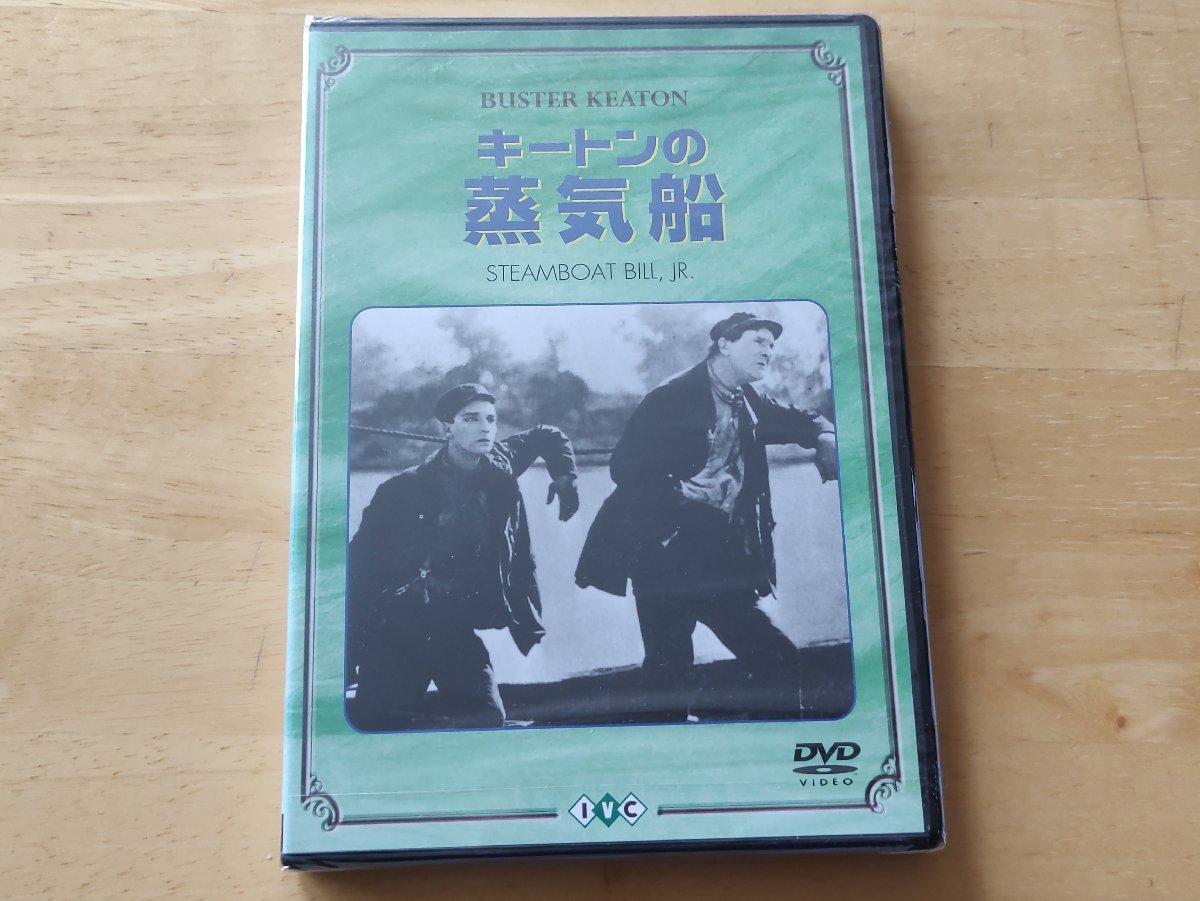 BUSTER KEATON
キートンの
蒸気船
STEAMBOAT BILL, JR.
DVD
VIDEO
IVC